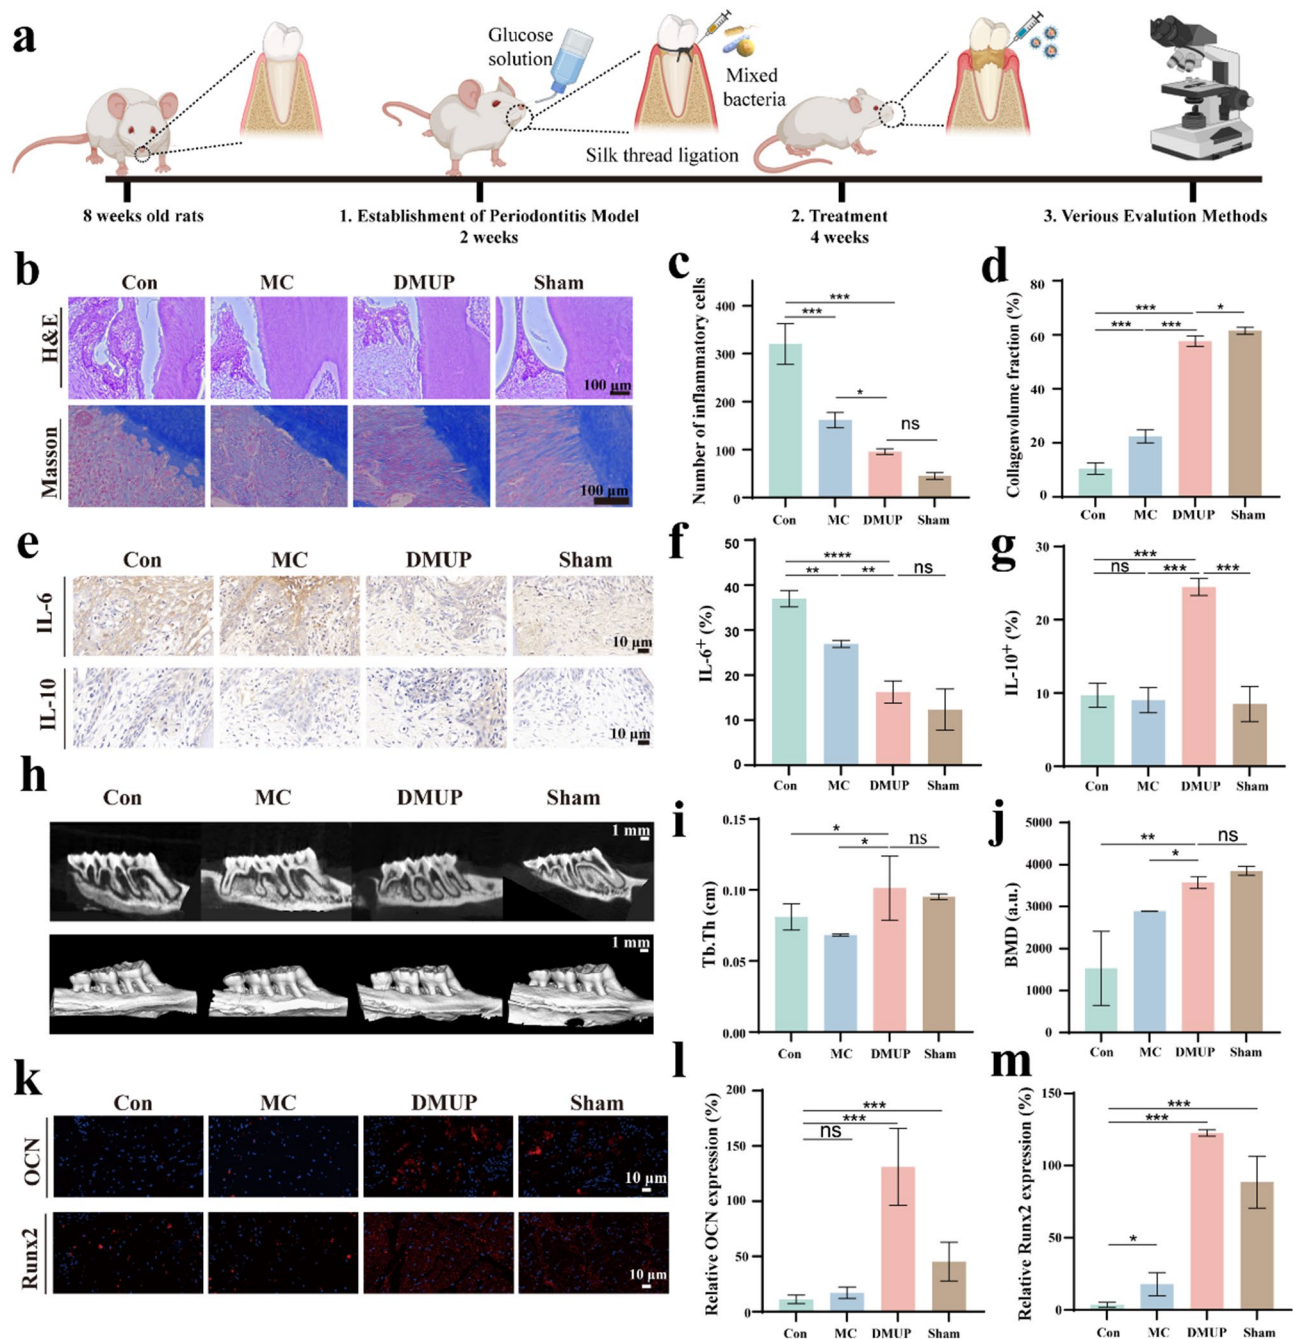 a
Glucose
solution
Mixed
bacteria
Silk thread ligation
8 weeks old rats
1. Establishment of Periodontitis Model
2 weeks
2. Treatment
4 weeks
3. Verious Evalution Methods
b
Con MC DMUP Sham
H&E
100 μm
Masson
100 μm
c
Number of inflammatory cells
400
300
200
100
0
***
***
*
ns
Con MC DMUP Sham
d
Collagenvolume fraction (%)
80
60
40
20
0
*** *
*** ***
Con MC DMUP Sham
e
Con MC DMUP Sham
IL-6
10 μm
IL-10
10 μm
f
IL-6+ (%)
50
40
30
20
10
0
****
** ** ns
Con MC DMUP Sham
g
IL-10+ (%)
30
20
10
0
***
ns *** ***
Con MC DMUP Sham
h
Con MC DMUP Sham
1 mm
1 mm
i
Tb.Th (cm)
0.15
0.10
0.05
0.00
*
* ns
Con MC DMUP Sham
j
BMD (a.u.)
5000
4000
3000
2000
1000
0
** ns
*
Con MC DMUP Sham
k
Con MC DMUP Sham
OCN
10 μm
Runx2
10 μm
l
Relative OCN expression (%)
200
150
100
50
0
***
***
ns
Con MC DMUP Sham
m
Relative Runx2 expression (%)
150
100
50
0
***
***
*
Con MC DMUP Sham